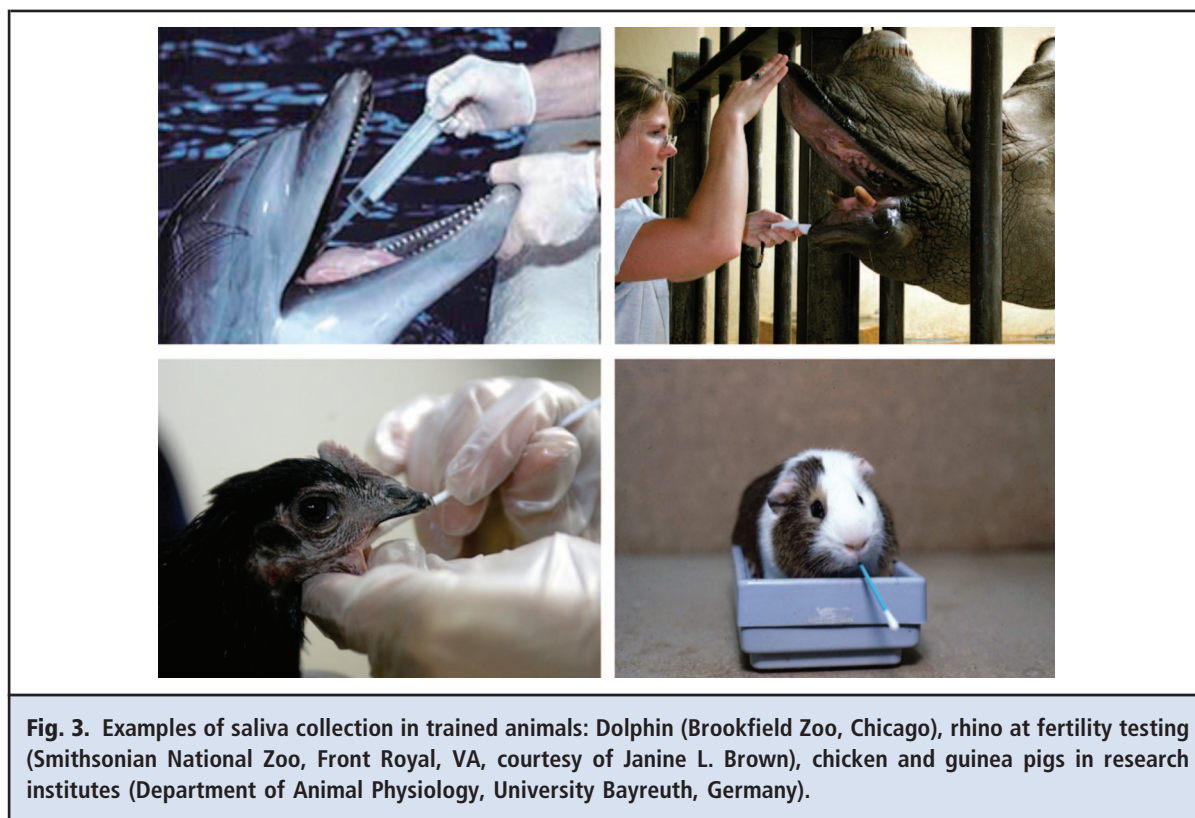 Fig. 3. Examples of saliva collection in trained animals: Dolphin (Brookfield Zoo, Chicago), rhino at fertility testing
(Smithsonian National Zoo, Front Royal, VA, courtesy of Janine L. Brown), chicken and guinea pigs in research
institutes (Department of Animal Physiology, University Bayreuth, Germany).